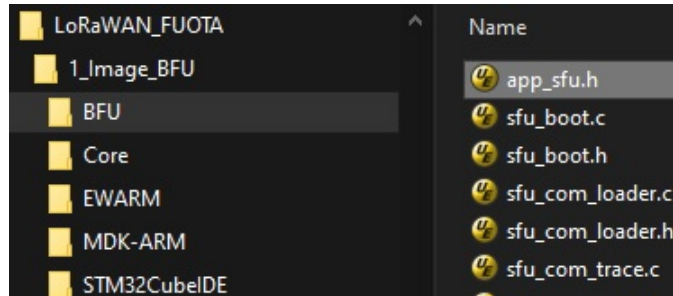 LoRaWAN_FUOTA
1_Image_BFU
BFU
Core
EWARM
MDK-ARM
STM32CubeIDE
Name
app_sfu.h
sfu_boot.c
sfu_boot.h
sfu_com_loader.c
sfu_com_loader.h
sfu_com_trace.c